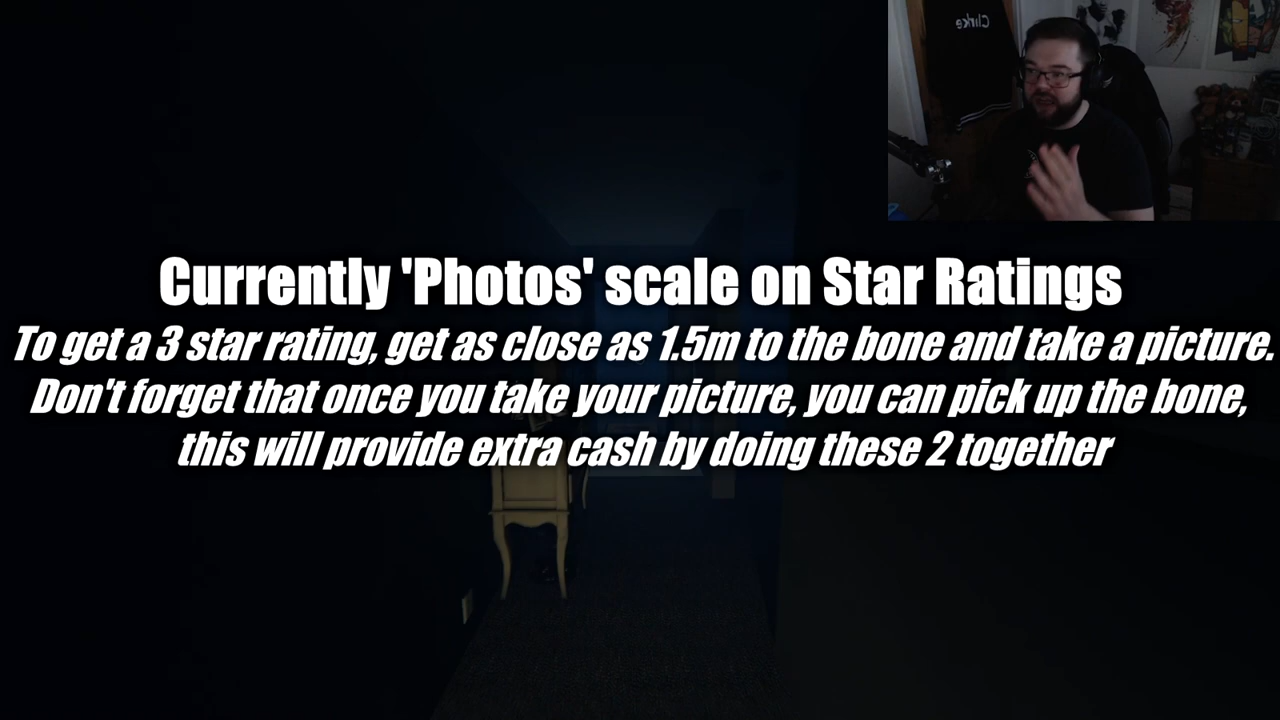 Clirke
Currently 'Photos' scale on Star Ratings
To get a 3 star rating, get as close as 1.5m to the bone and take a picture.
Don't forget that once you take your picture, you can pick up the bone,
this will provide extra cash by doing these 2 together